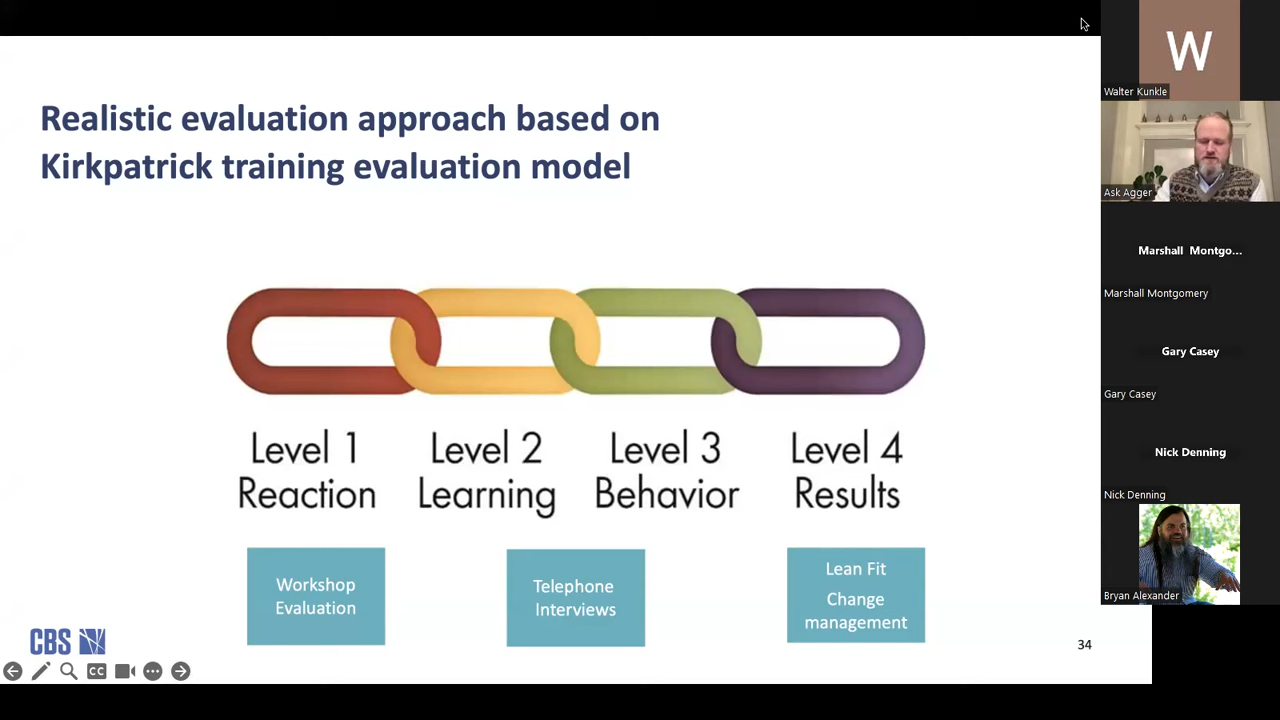 Realistic evaluation approach based on
Kirkpatrick training evaluation model
Level 1
Reaction
Level 2
Learning
Level 3
Behavior
Level 4
Results
Workshop
Evaluation
Telephone
Interviews
Lean Fit
Change
management
CBS
34
CC
W
Walter Kunkle
Ask Agger
Marshall Montgo...
Marshall Montgomery
Gary Casey
Gary Casey
Nick Denning
Nick Denning
Bryan Alexander